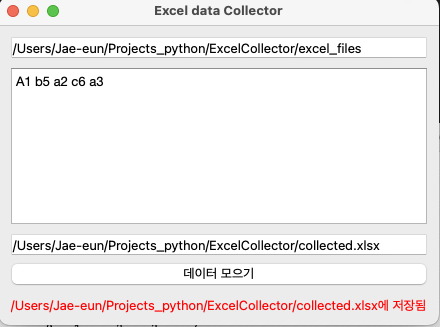 Excel data Collector
/Users/Jae-eun/Projects_python/ExcelCollector/excel_files
A1 b5 a2 c6 a3
/Users/Jae-eun/Projects_python/ExcelCollector/collected.xlsx
데이터 모으기
/Users/Jae-eun/Projects_python/ExcelCollector/collected.xlsx에 저장됨